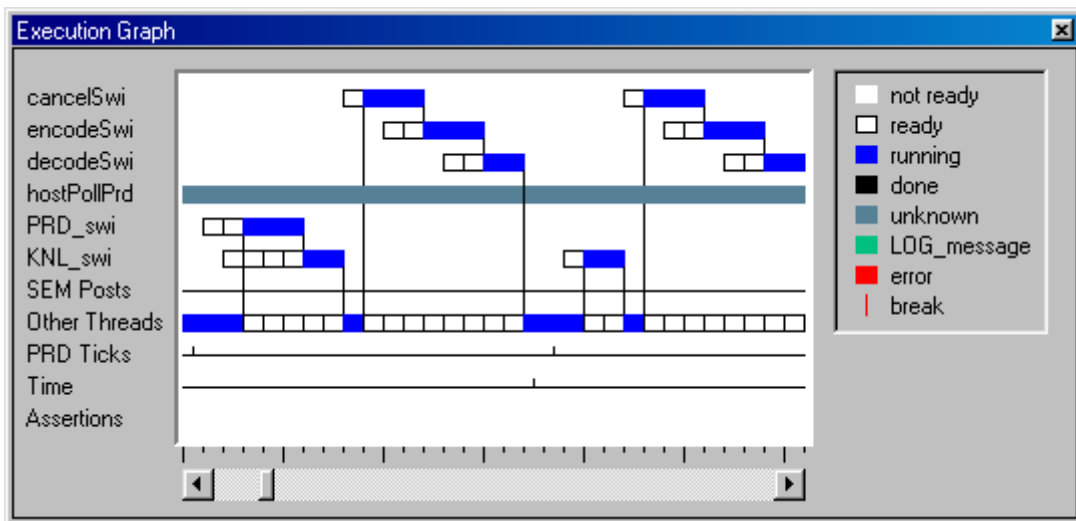 Execution Graph
cancelSwi
encodeSwi
decodeSwi
hostPollPrd
PRD_swi
KNL_swi
SEM Posts
Other Threads
PRD Ticks
Time
Assertions
not ready
ready
running
done
unknown
LOG_message
error
break